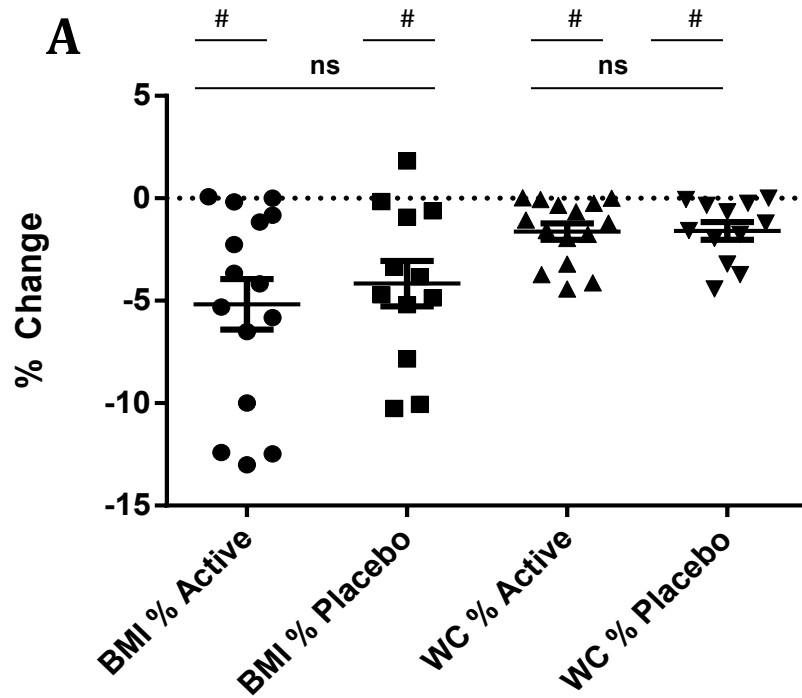 A
# # # #
ns ns
5
0
-5
-10
-15
% Change
BMI % Active
BMI % Placebo
WC % Active
WC % Placebo